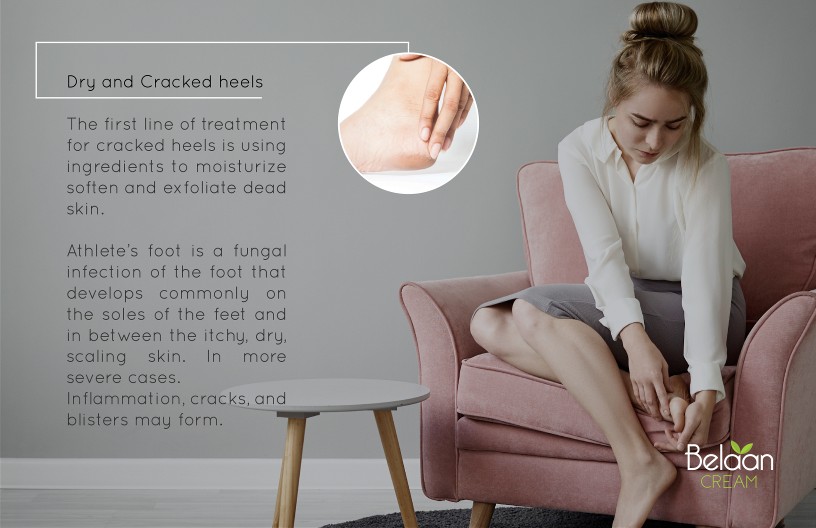 Dry and Cracked heels
The first line of treatment
for cracked heels is using
ingredients to moisturize
soften and exfoliate dead
skin.
Athlete's foot is a fungal
infection of the foot that
develops commonly on
the soles of the feet and
in between the itchy, dry,
scaling skin. In more
severe cases.
Inflammation, cracks, and
blisters may form.
Belaan
CREAM